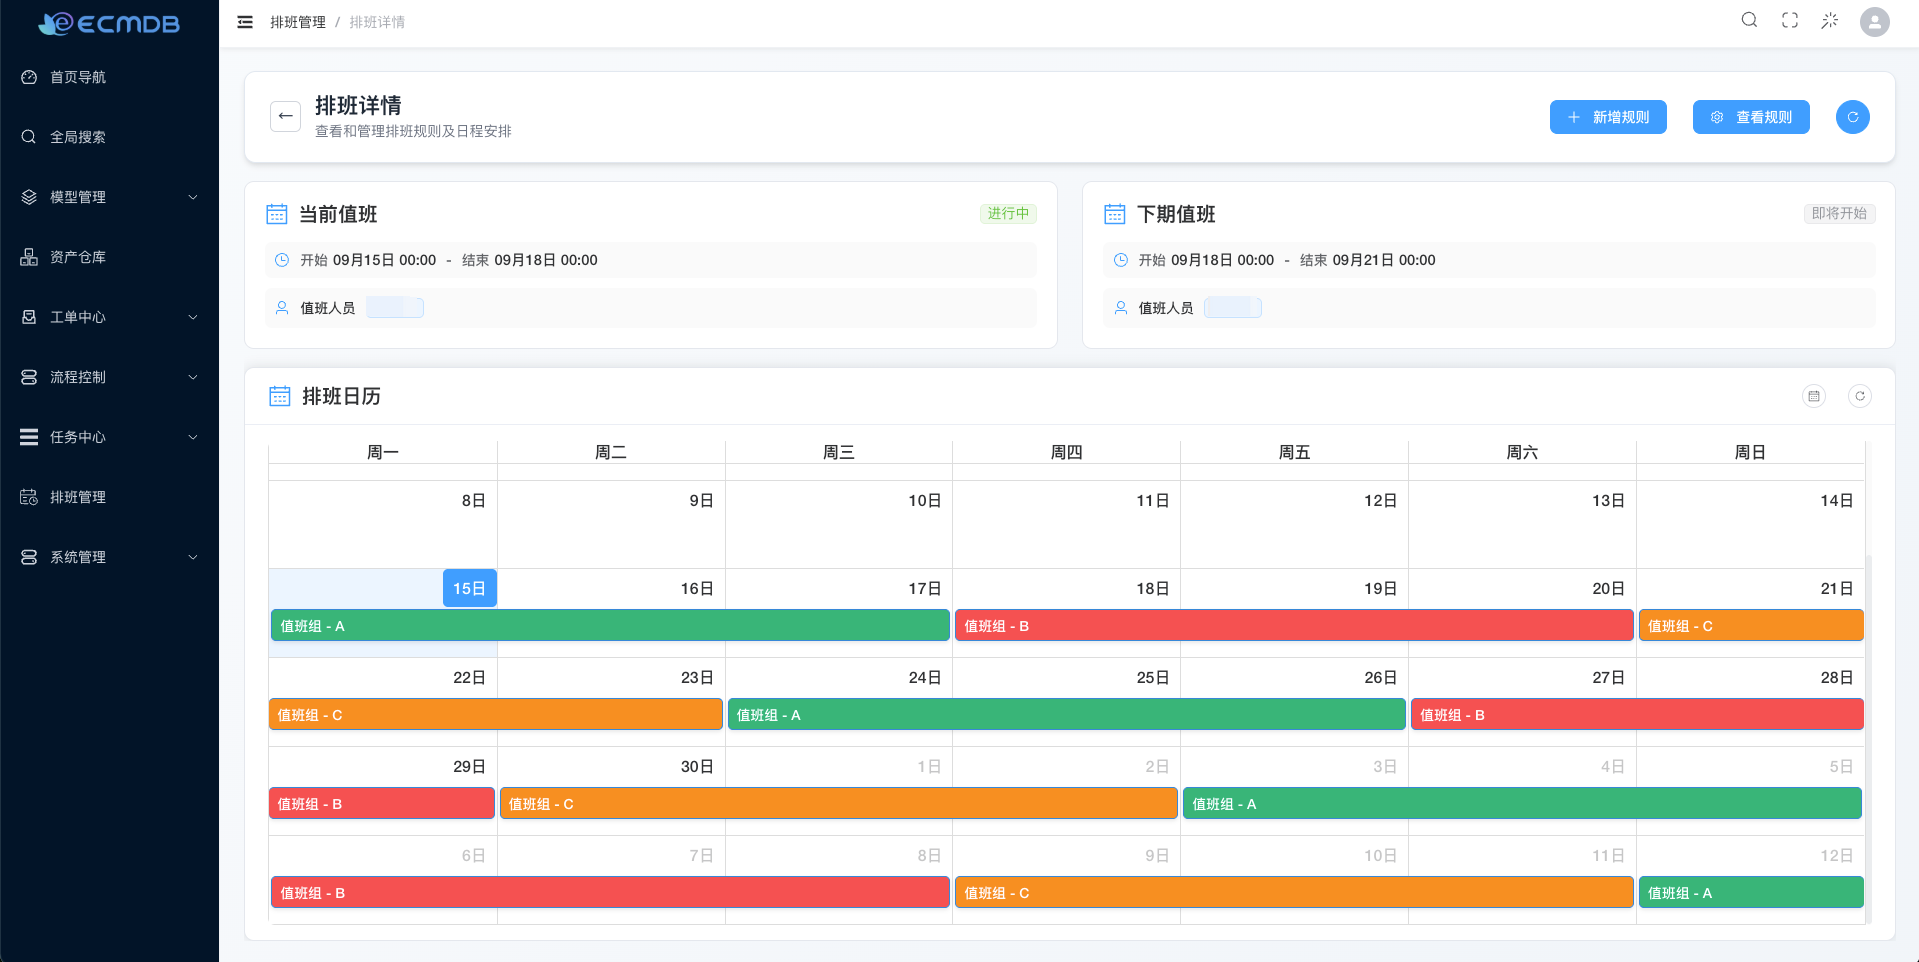 ECMDB
首页导航
全局搜索
模型管理
资产仓库
工单中心
流程控制
任务中心
排班管理
系统管理
排班管理 / 排班详情
排班详情
查看和管理排班规则及日程安排
新增规则
查看规则
当前值班
进行中
开始 09月15日 00:00 - 结束 09月18日 00:00
值班人员
下期值班
即将开始
开始 09月18日 00:00 - 结束 09月21日 00:00
值班人员
排班日历
周一 周二 周三 周四 周五 周六 周日
8日 9日 10日 11日 12日 13日 14日
15日 16日 17日 18日 19日 20日 21日
值班组 - A 值班组 - B 值班组 - C
22日 23日 24日 25日 26日 27日 28日
值班组 - C 值班组 - A 值班组 - B
29日 30日 1日 2日 3日 4日 5日
值班组 - B 值班组 - C 值班组 - A
6日 7日 8日 9日 10日 11日 12日
值班组 - B 值班组 - C 值班组 - A